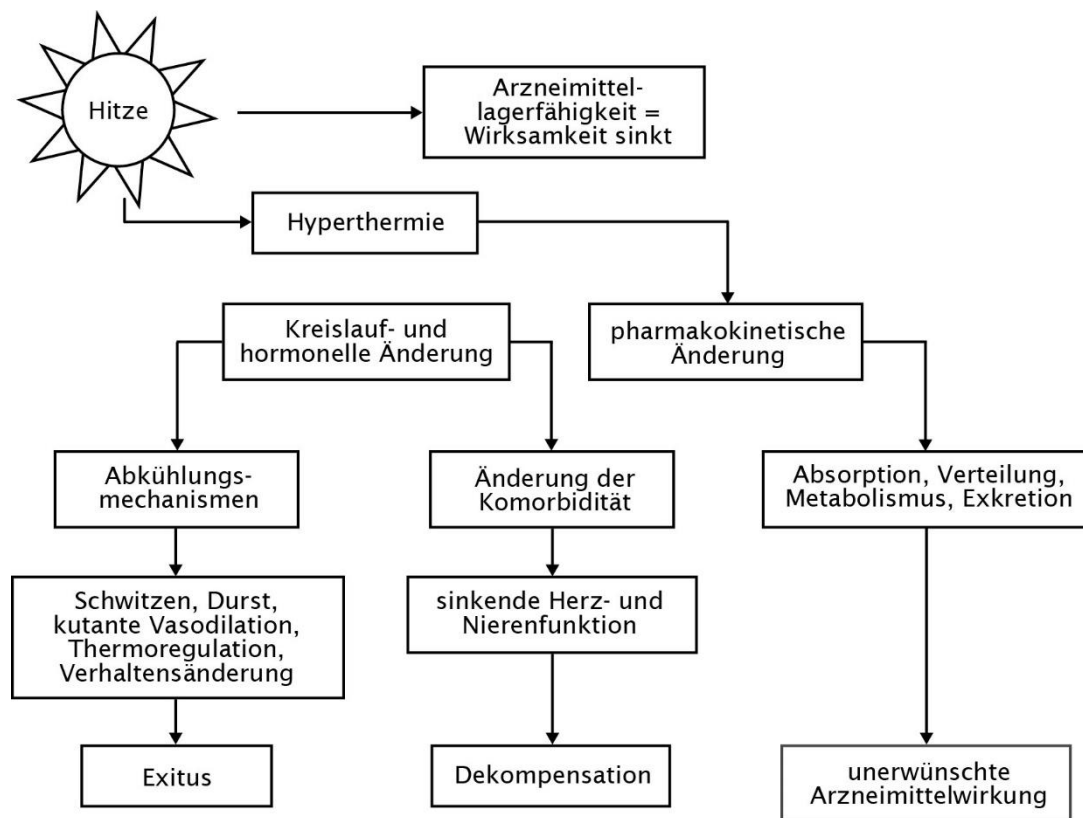 Hitze
Arzneimittel-
lagerfähigkeit =
Wirksamkeit sinkt
Hyperthermie
Kreislauf- und
hormonelle Änderung
pharmakokinetische
Änderung
Abkühlungs-
mechanismen
Änderung der
Komorbidität
Absorption, Verteilung,
Metabolismus, Exkretion
Schwitzen, Durst,
kutante Vasodilation,
Thermoregulation,
Verhaltensänderung
sinkende Herz- und
Nierenfunktion
Exitus
Dekompensation
unerwünschte
Arzneimittelwirkung